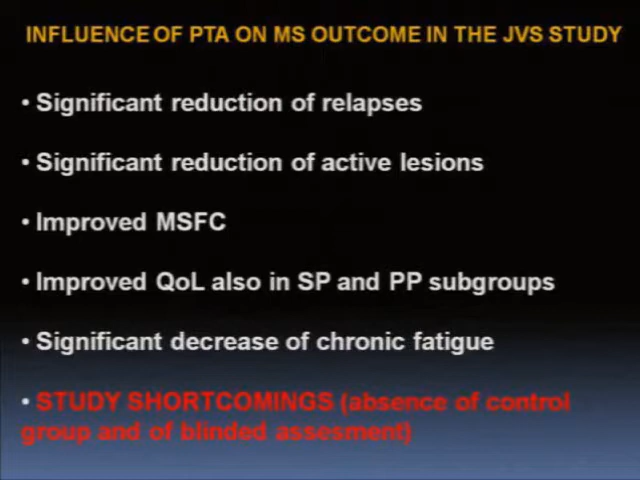 INFLUENCE OF PTA ON MS OUTCOME IN THE JVS STUDY
• Significant reduction of relapses
• Significant reduction of active lesions
• Improved MSFC
• Improved QoL also in SP and PP subgroups
• Significant decrease of chronic fatigue
• STUDY SHORTCOMINGS (absence of control
group and of blinded assesment)